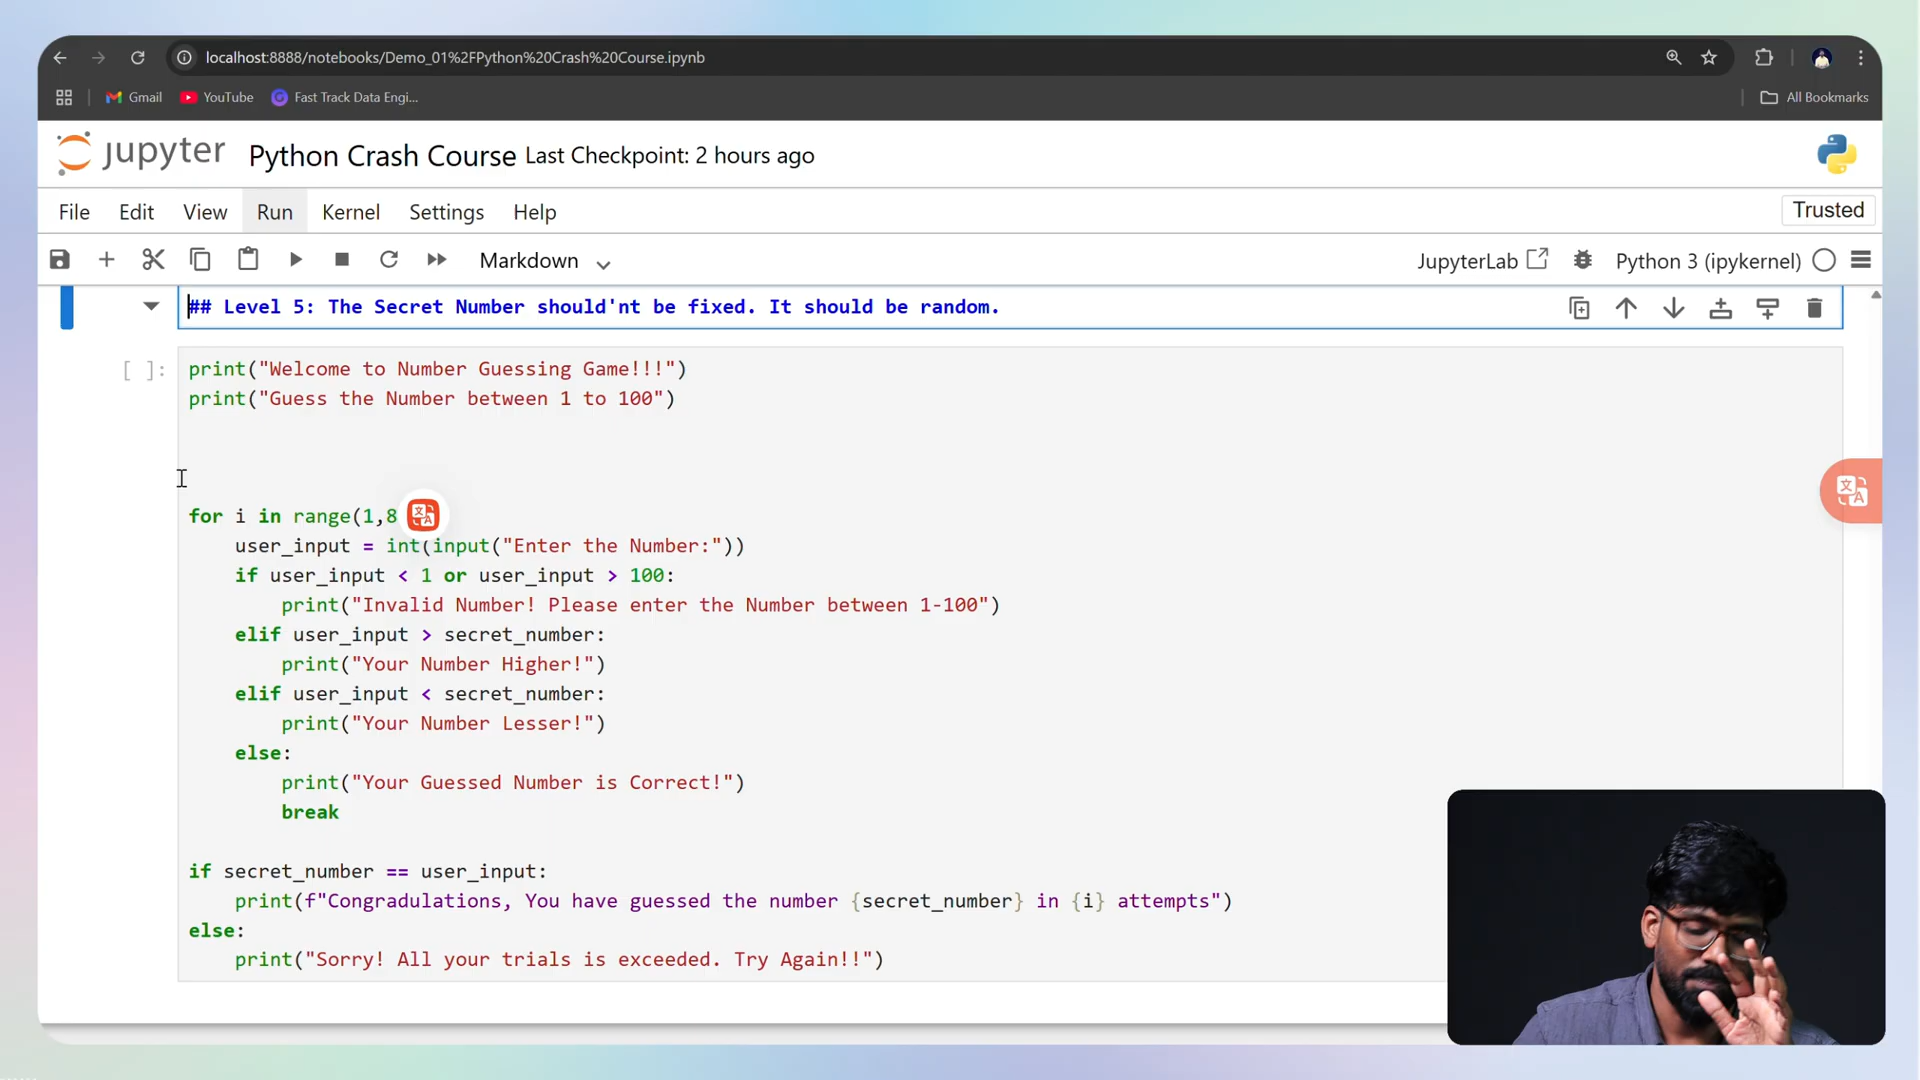 localhost:8888/notebooks/Demo_01%2FPython%20Crash%20Course.ipynb
Gmail YouTube Fast Track Data Engi... All Bookmarks
jupyter Python Crash Course Last Checkpoint: 2 hours ago
File Edit View Run Kernel Settings Help Trusted
Markdown JupyterLab Python 3 (ipykernel)
## Level 5: The Secret Number should'nt be fixed. It should be random.
[ ]: print("Welcome to Number Guessing Game!!!")
print("Guess the Number between 1 to 100")
for i in range(1,8
user_input = int(input("Enter the Number:"))
if user_input < 1 or user_input > 100:
print("Invalid Number! Please enter the Number between 1-100")
elif user_input > secret_number:
print("Your Number Higher!")
elif user_input < secret_number:
print("Your Number Lesser!")
else:
print("Your Guessed Number is Correct!")
break
if secret_number == user_input:
print(f"Congradulations, You have guessed the number {secret_number} in {i} attempts")
else:
print("Sorry! All your trials is exceeded. Try Again!!")